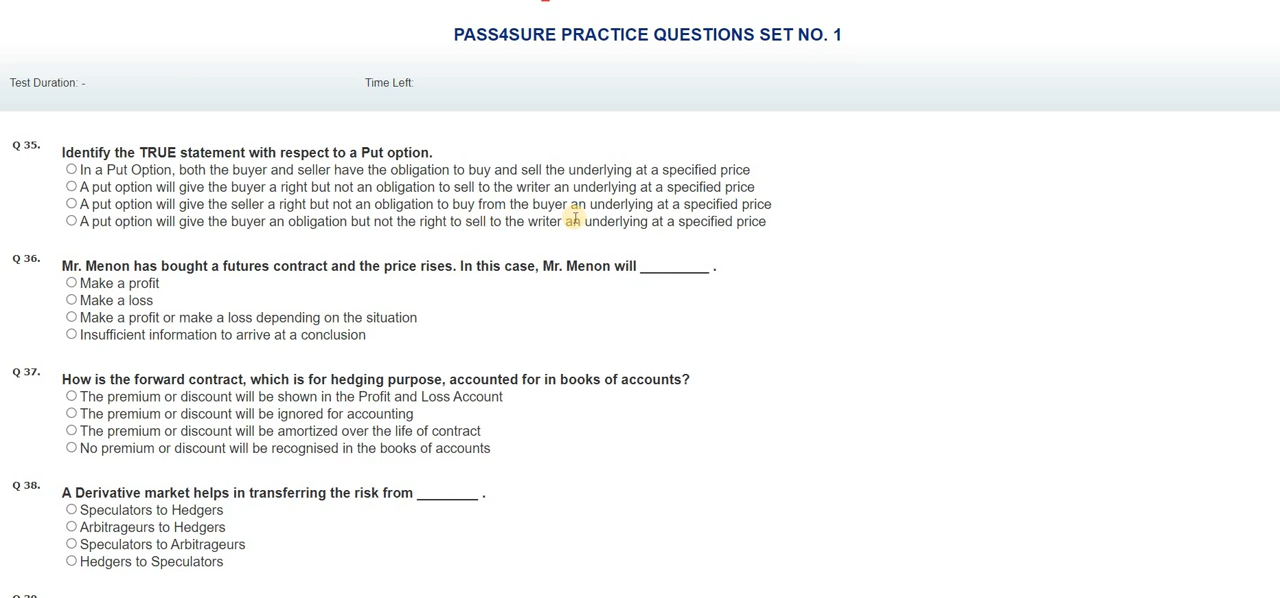 PASS4SURE PRACTICE QUESTIONS SET NO. 1
Test Duration: -
Time Left:
Q 35.
Identify the TRUE statement with respect to a Put option.
In a Put Option, both the buyer and seller have the obligation to buy and sell the underlying at a specified price
A put option will give the buyer a right but not an obligation to sell to the writer an underlying at a specified price
A put option will give the seller a right but not an obligation to buy from the buyer an underlying at a specified price
A put option will give the buyer an obligation but not the right to sell to the writer an underlying at a specified price
Q 36.
Mr. Menon has bought a futures contract and the price rises. In this case, Mr. Menon will _________ .
Make a profit
Make a loss
Make a profit or make a loss depending on the situation
Insufficient information to arrive at a conclusion
Q 37.
How is the forward contract, which is for hedging purpose, accounted for in books of accounts?
The premium or discount will be shown in the Profit and Loss Account
The premium or discount will be ignored for accounting
The premium or discount will be amortized over the life of contract
No premium or discount will be recognised in the books of accounts
Q 38.
A Derivative market helps in transferring the risk from ________ .
Speculators to Hedgers
Arbitrageurs to Hedgers
Speculators to Arbitrageurs
Hedgers to Speculators